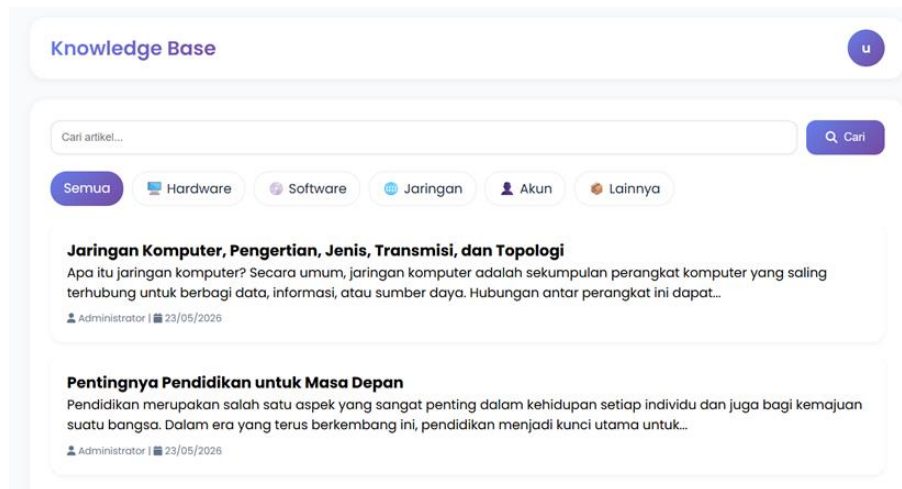 Knowledge Base
u
Cari artikel...
Cari
Semua
Hardware
Software
Jaringan
Akun
Lainnya
Jaringan Komputer, Pengertian, Jenis, Transmisi, dan Topologi
Apa itu jaringan komputer? Secara umum, jaringan komputer adalah sekumpulan perangkat komputer yang saling
terhubung untuk berbagi data, informasi, atau sumber daya. Hubungan antar perangkat ini dapat...
Administrator | 23/05/2026
Pentingnya Pendidikan untuk Masa Depan
Pendidikan merupakan salah satu aspek yang sangat penting dalam kehidupan setiap individu dan juga bagi kemajuan
suatu bangsa. Dalam era yang terus berkembang ini, pendidikan menjadi kunci utama untuk...
Administrator | 23/05/2026